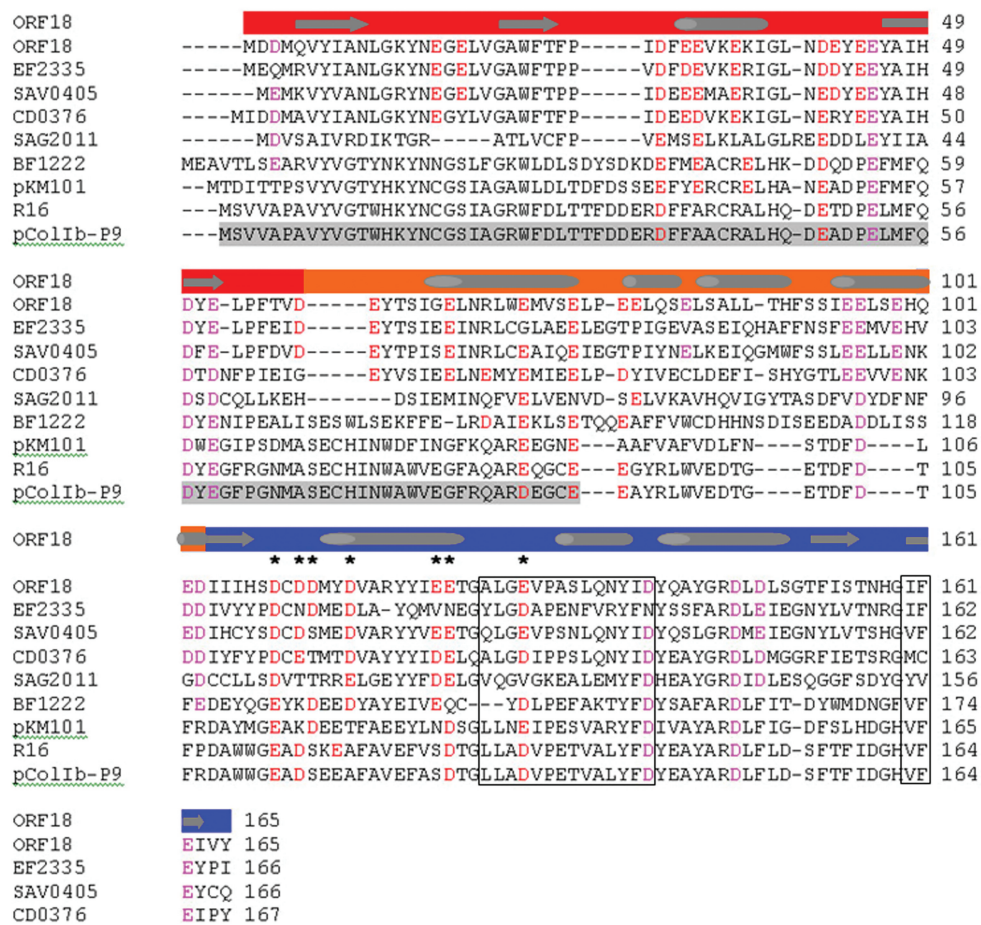 ORF18 49
ORF18 -----MDDMQVYIANLGKYNEGELVGAWFTFP-----IDFEEVKEKIGL-NDEYEEYAIH 49
EF2335 -----MEQMRVYIANLGKYNEGELVGAWFTPP-----VDFDEVKERIGL-NDDYEEYAIH 49
SAV0405 ------MEMKVYVANLGRYNEGELVGAWFTPP-----IDEEEMAERIGL-NEDYEEYAIH 48
CD0376 ----MIDDMAVYVANLGKYNEGYLVGAWFTFP-----IDEEDVKEKIGL-NERYEEYAIH 50
SAG2011 ------MDVSAIVRDIKTGR-----ATLVCFP-----VEMSELKLALGLREEDDLEYIIA 44
BF1222 MEAVTLSEARVYVGTYNKYNNGSLFGKWLDLSDYSDKDEFMEACRELHK-DDQDPEFMFQ 59
pKM101 --MTDITTPSVYVGTYHKYNCGSIAGAWLDLTDFDSSEEFYERCRELHA-NEADPEFMFQ 57
R16 ---MSVVAPAVYVGTWHKYNCGSIAGRWFDLTTFDDERDFFARCRALHQ-DETDPELMFQ 56
pColIb-P9 ---MSVVAPAVYVGTWHKYNCGSIAGRWFDLTTFDDERDFFAACRALHQ-DEADPELMFQ 56
ORF18 101
ORF18 DYE-LPFTVD-----EYTSIGELNRLWEMVSELP-EELQSELSALL-THFSSIEELSEHQ 101
EF2335 DYE-LPFEID-----EYTSIEEINRLCGLAEELEGTPIGEVASEIQHAFFNSFEEMVEHV 103
SAV0405 DFE-LPFDVD-----EYTPISEINRLCEAIQEIEGTPIYNELKEIQGMWFSSLEELLENK 102
CD0376 DTDNFPIEIG-----EYVSIEELNEMYEMIEELP-DYIVECLDEFI-SHYGTLEEVVENK 103
SAG2011 DSDCQLLKEH-----DSIEMINQFVELVENVD-SELVKAVHQVIGYTASDFVDYDFNF 96
BF1222 DYENIPEALISESWLSEKFFE-LRDAIEKLSETQQEAFFVWCDHHNSDISEEDADDLISS 118
pKM101 DWEGIPSDMASECHINWDFINGFKQAREEGNE---AAFVAFVDLFN----STDFD----L 106
R16 DYEGFRGNMASECHINWAWVEGFAQAREQGCE---EGYRLWVEDTG----ETDFD----T 105
pColIb-P9 DYEGFPGNMASECHINWAWVEGFRQARDEGCE---EAYRLWVEDTG----ETDFD----T 105
ORF18 161
* ** * ** *
ORF18 EDIIIHSDCDDMYDVARYYIEETGALGEVPASLQNYIDYQAYGRDLDLSGTFISTNHGIF 161
EF2335 DDIVYYPDCNDMEDLA-YQMVNEGYLGDAPENFVRYFNYSSFARDLEIEGNYLVTNRGIF 162
SAV0405 EDIHCYSDCDSMEDVARYYVEETGQLGEVPSNLQNYIDYQSLGRDMEIEGNYLVTSHGVF 162
CD0376 DDIYFYPDCETMTDVAYYYIDELQALGDIPPSLQNYIDYEAYGRDLDMGGRFIETSRGMC 163
SAG2011 GDCCLLSDVTTRRELGEYYFDELGVQGVGKEALEMYFDHEAYGRDIDLESQGGFSDYGYV 156
BF1222 FEDEYQGEYKDEEDYAYEIVEQC---YDLPEFAKTYFDYSAFARDLFIT-DYWMDNGFVF 174
pKM101 FRDAYMGEAKDEETFAEEYLNDSGLLNEIPESVARYFDIVAYARDLFIG-DFSLHDGHVF 165
R16 FPDAWWGEADSKEAFAVEFVSDTGLLADVPETVALYFDYEAYARDLFLD-SFTFIDGHVF 164
pColIb-P9 FRDAWWGEADSEEAFAVEFASDTGLLADVPETVALYFDYEAYARDLFLD-SFTFIDGHVF 164
ORF18 165
ORF18 EIVY 165
EF2335 EYPI 166
SAV0405 EYCQ 166
CD0376 EIPY 167